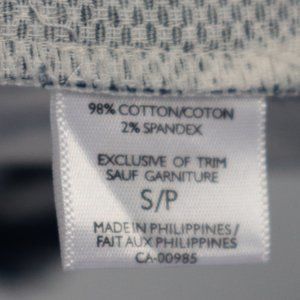 98% COTTON/COTON
2% SPANDEX
EXCLUSIVE OF TRIM
SAUF GARNITURE
S/P
MADE IN PHILIPPINES/
FAIT AUX PHILIPPINES
CA-00985